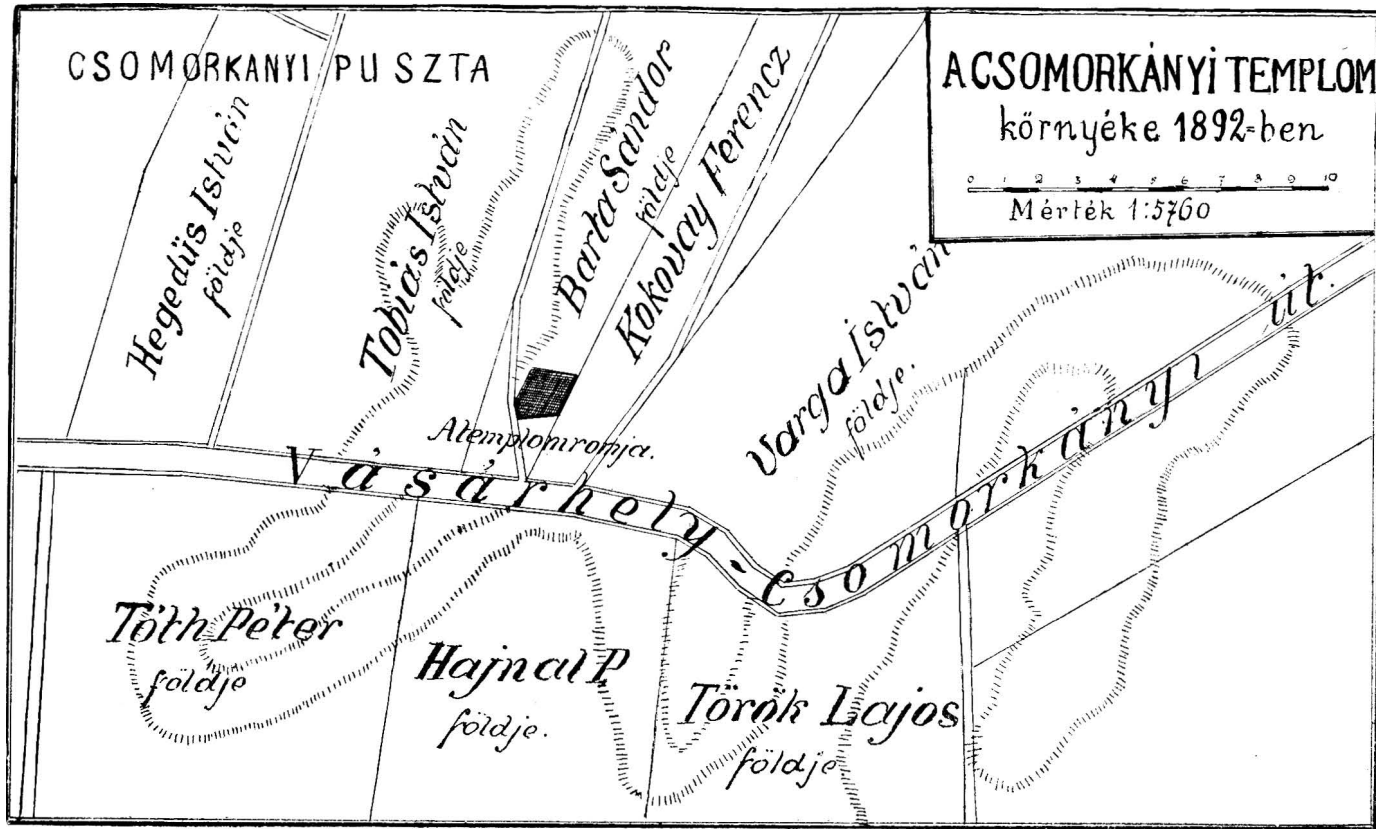 CSOMORKANYI PUSZTA
A CSOMORKÁNYI TEMPLOM
környéke 1892=ben
0 1 2 3 4 5 6 7 8 9 10
Mérték 1:5760
Hegedüs István
földje
Tobiás István
földje
Barta Sándor
földje
Kokovay Ferencz
Varga István
földje.
A templom romja.
Vásárhely-Csomorkányi út.
Tóth Péter
földje
Hajnal P
földje.
Török Lajos
földje